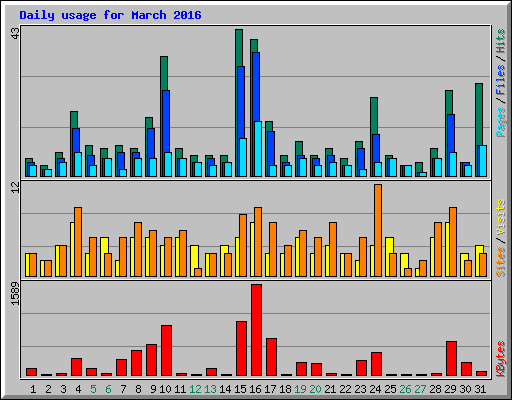 Daily usage for March 2016
43
Pages / Files / Hits
12
Sites / Visits
1589
KBytes
1 2 3 4 5 6 7 8 9 10 11 12 13 14 15 16 17 18 19 20 21 22 23 24 25 26 27 28 29 30 31